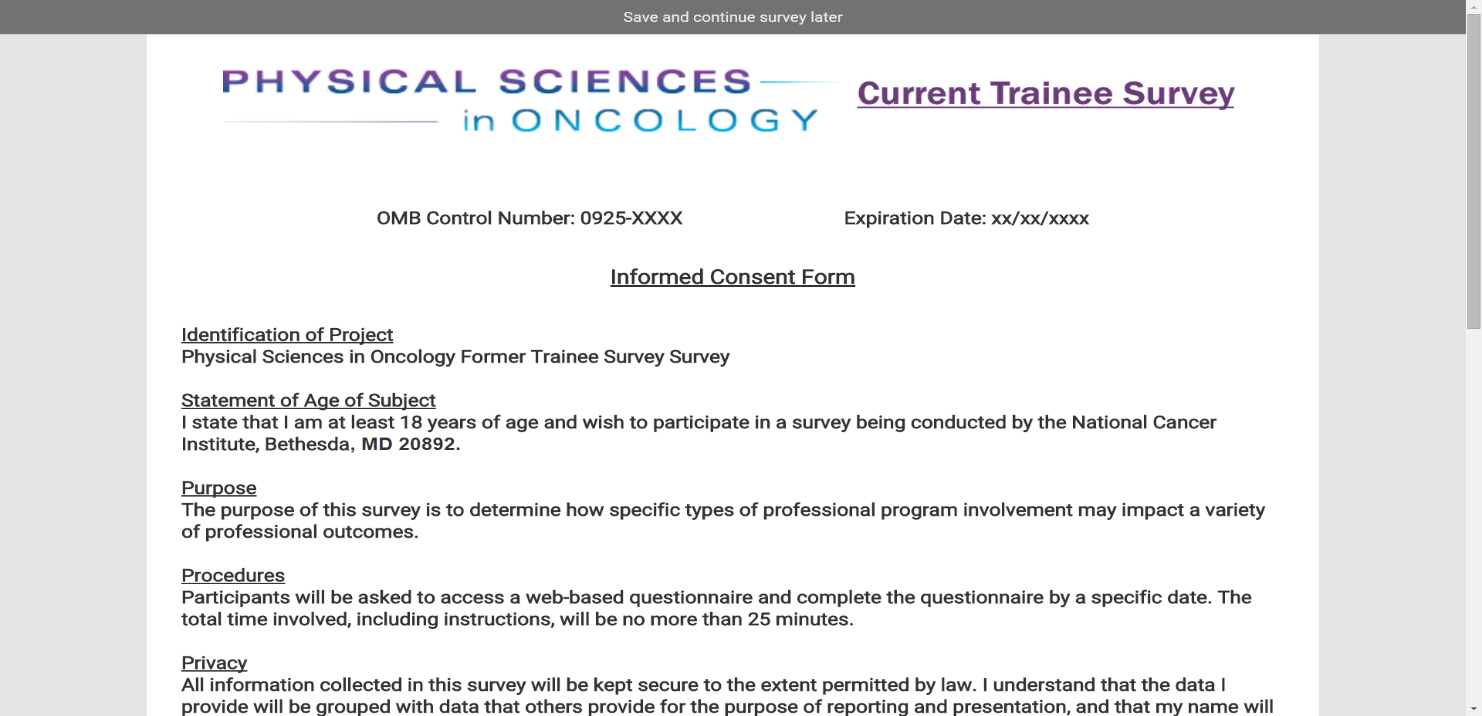 Save and continue survey later
PHYSICAL SCIENCES
in ONCOLOGY
Current Trainee Survey
OMB Control Number: 0925-XXXX Expiration Date: xx/xx/xxxx
Informed Consent Form
Identification of Project
Physical Sciences in Oncology Former Trainee Survey Survey
Statement of Age of Subject
I state that I am at least 18 years of age and wish to participate in a survey being conducted by the National Cancer
Institute, Bethesda, MD 20892.
Purpose
The purpose of this survey is to determine how specific types of professional program involvement may impact a variety
of professional outcomes.
Procedures
Participants will be asked to access a web-based questionnaire and complete the questionnaire by a specific date. The
total time involved, including instructions, will be no more than 25 minutes.
Privacy
All information collected in this survey will be kept secure to the extent permitted by law. I understand that the data I
provide will be grouped with data that others provide for the purpose of reporting and presentation, and that my name will